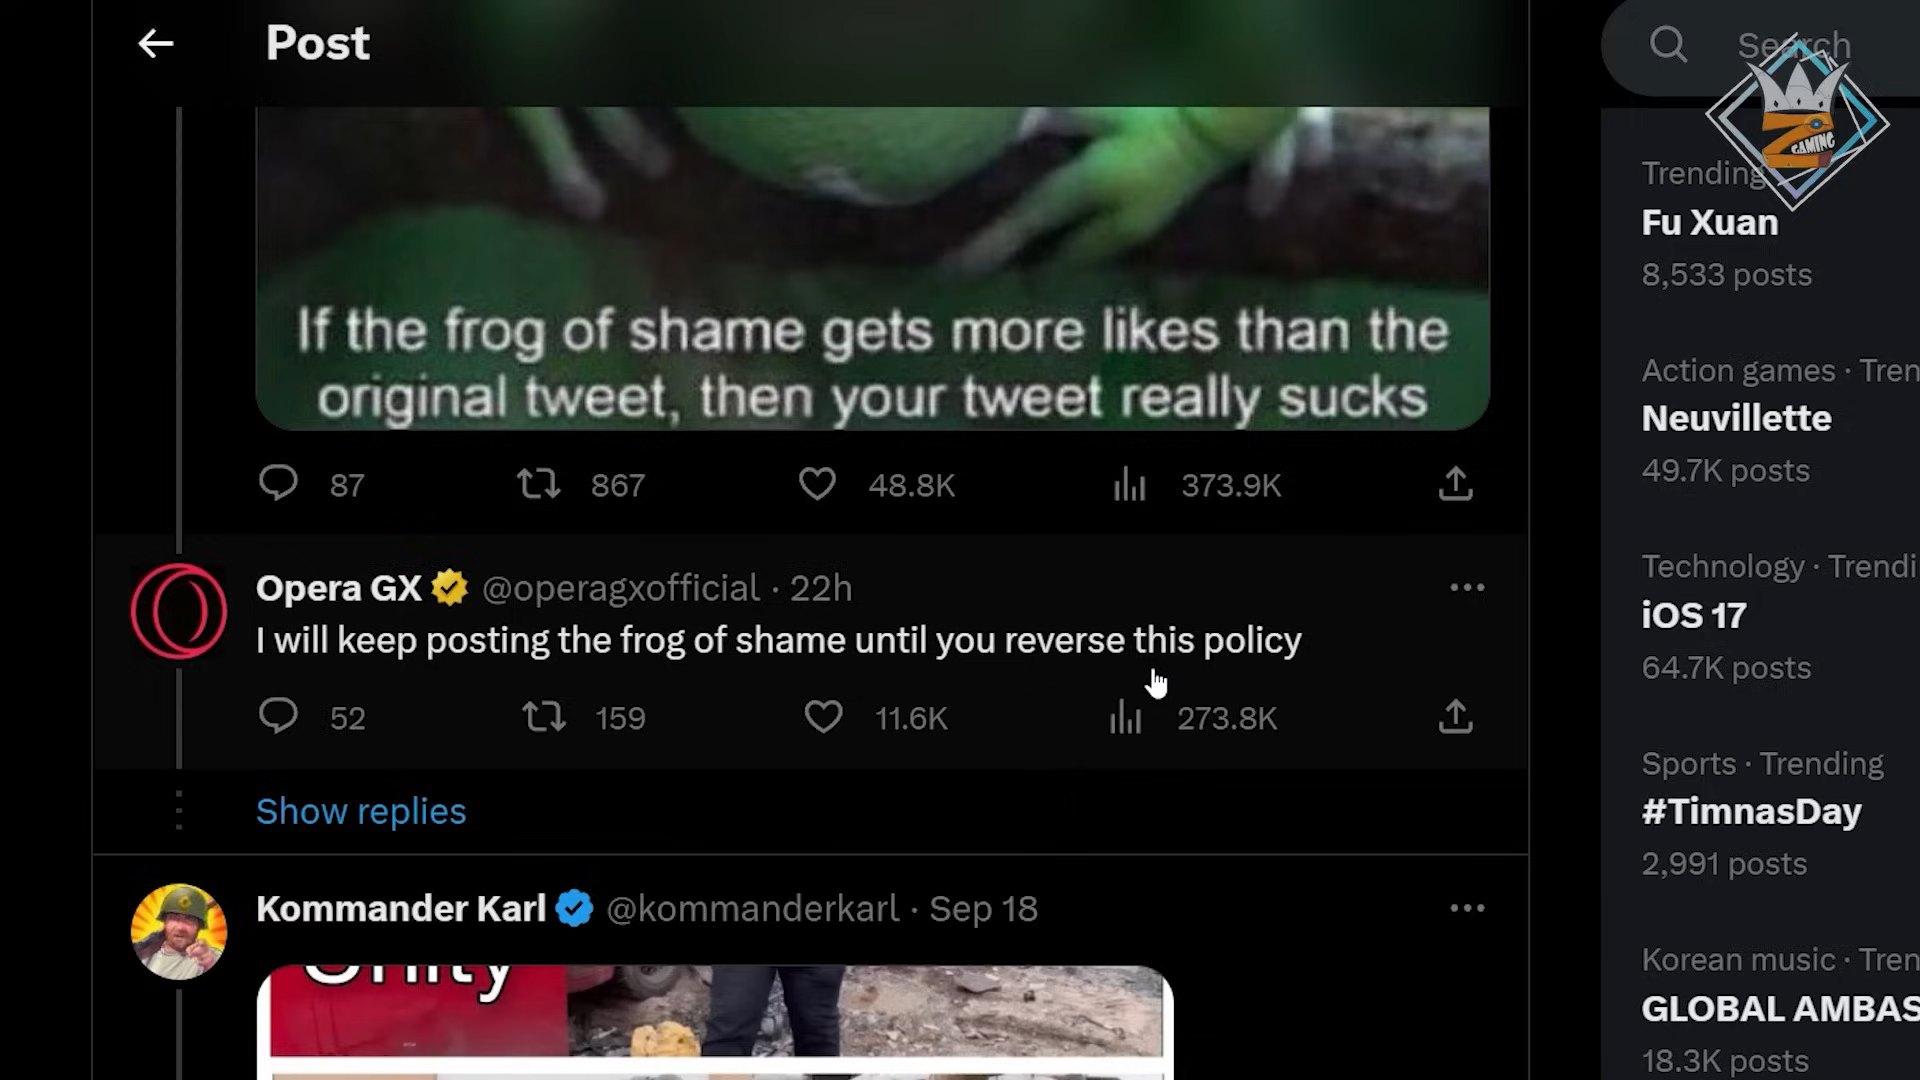 Post
Search
GAMING
If the frog of shame gets more likes than the
original tweet, then your tweet really sucks
87 867 48.8K 373.9K
Opera GX @operagxofficial · 22h
I will keep posting the frog of shame until you reverse this policy
52 159 11.6K 273.8K
Show replies
Kommander Karl @kommanderkarl · Sep 18
Unity
Trending
Fu Xuan
8,533 posts
Action games · Tren
Neuvillette
49.7K posts
Technology · Trendi
iOS 17
64.7K posts
Sports · Trending
#TimnasDay
2,991 posts
Korean music · Tren
GLOBAL AMBAS
18.3K posts